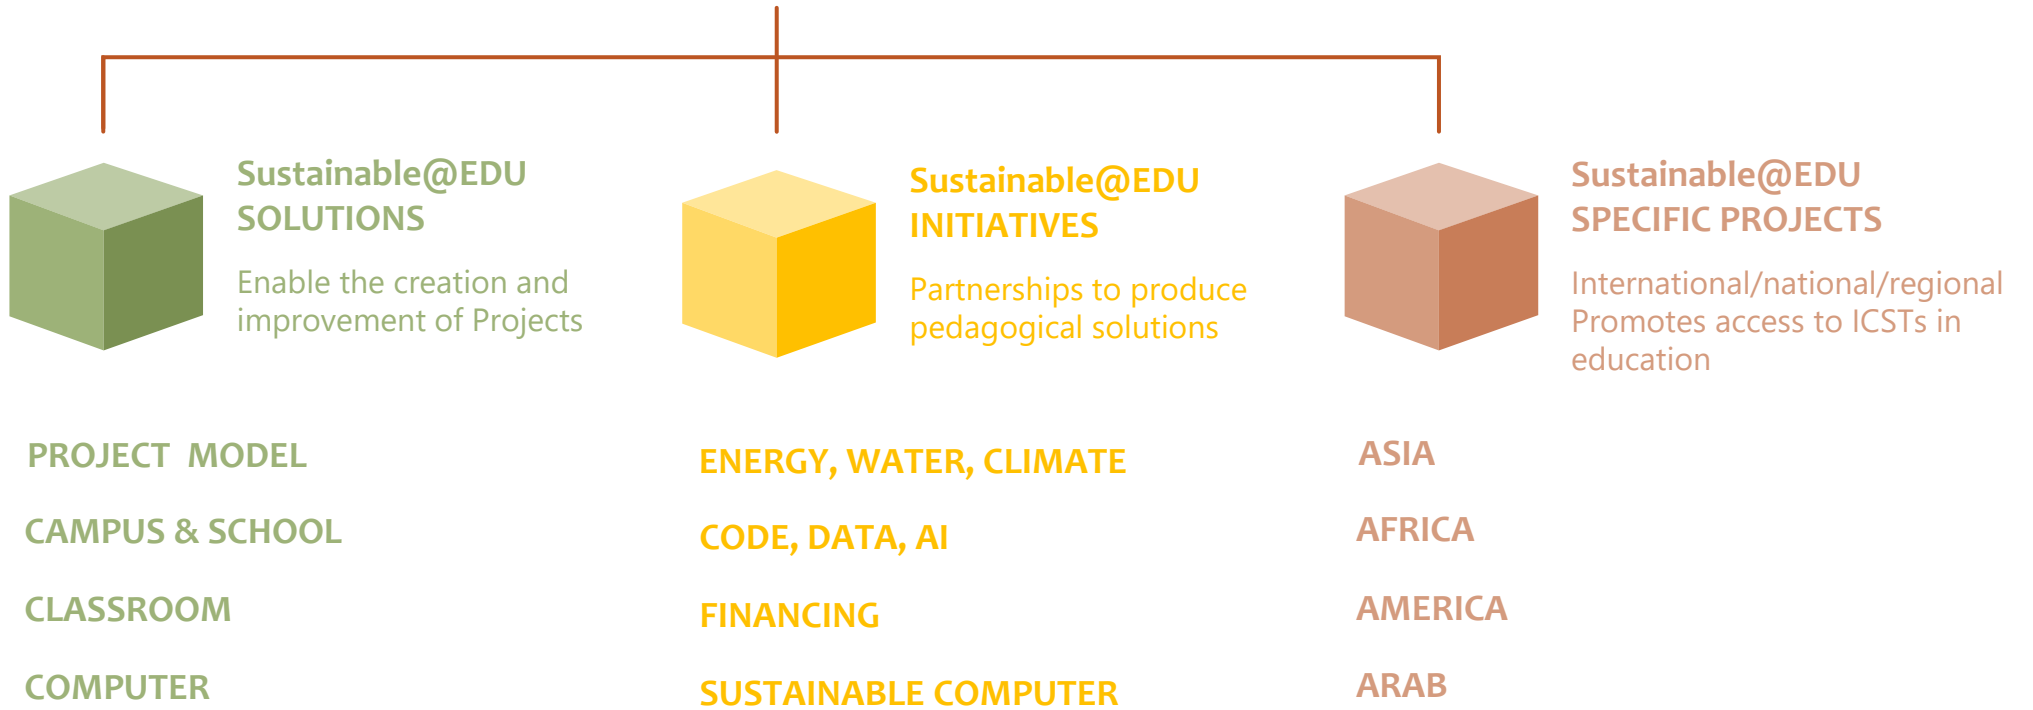 Sustainable@EDU
SOLUTIONS
Enable the creation and
improvement of Projects
PROJECT MODEL
CAMPUS & SCHOOL
CLASSROOM
COMPUTER
Sustainable@EDU
INITIATIVES
Partnerships to produce
pedagogical solutions
ENERGY, WATER, CLIMATE
CODE, DATA, AI
FINANCING
SUSTAINABLE COMPUTER
Sustainable@EDU
SPECIFIC PROJECTS
International/national/regional
Promotes access to ICSTs in
education
ASIA
AFRICA
AMERICA
ARAB